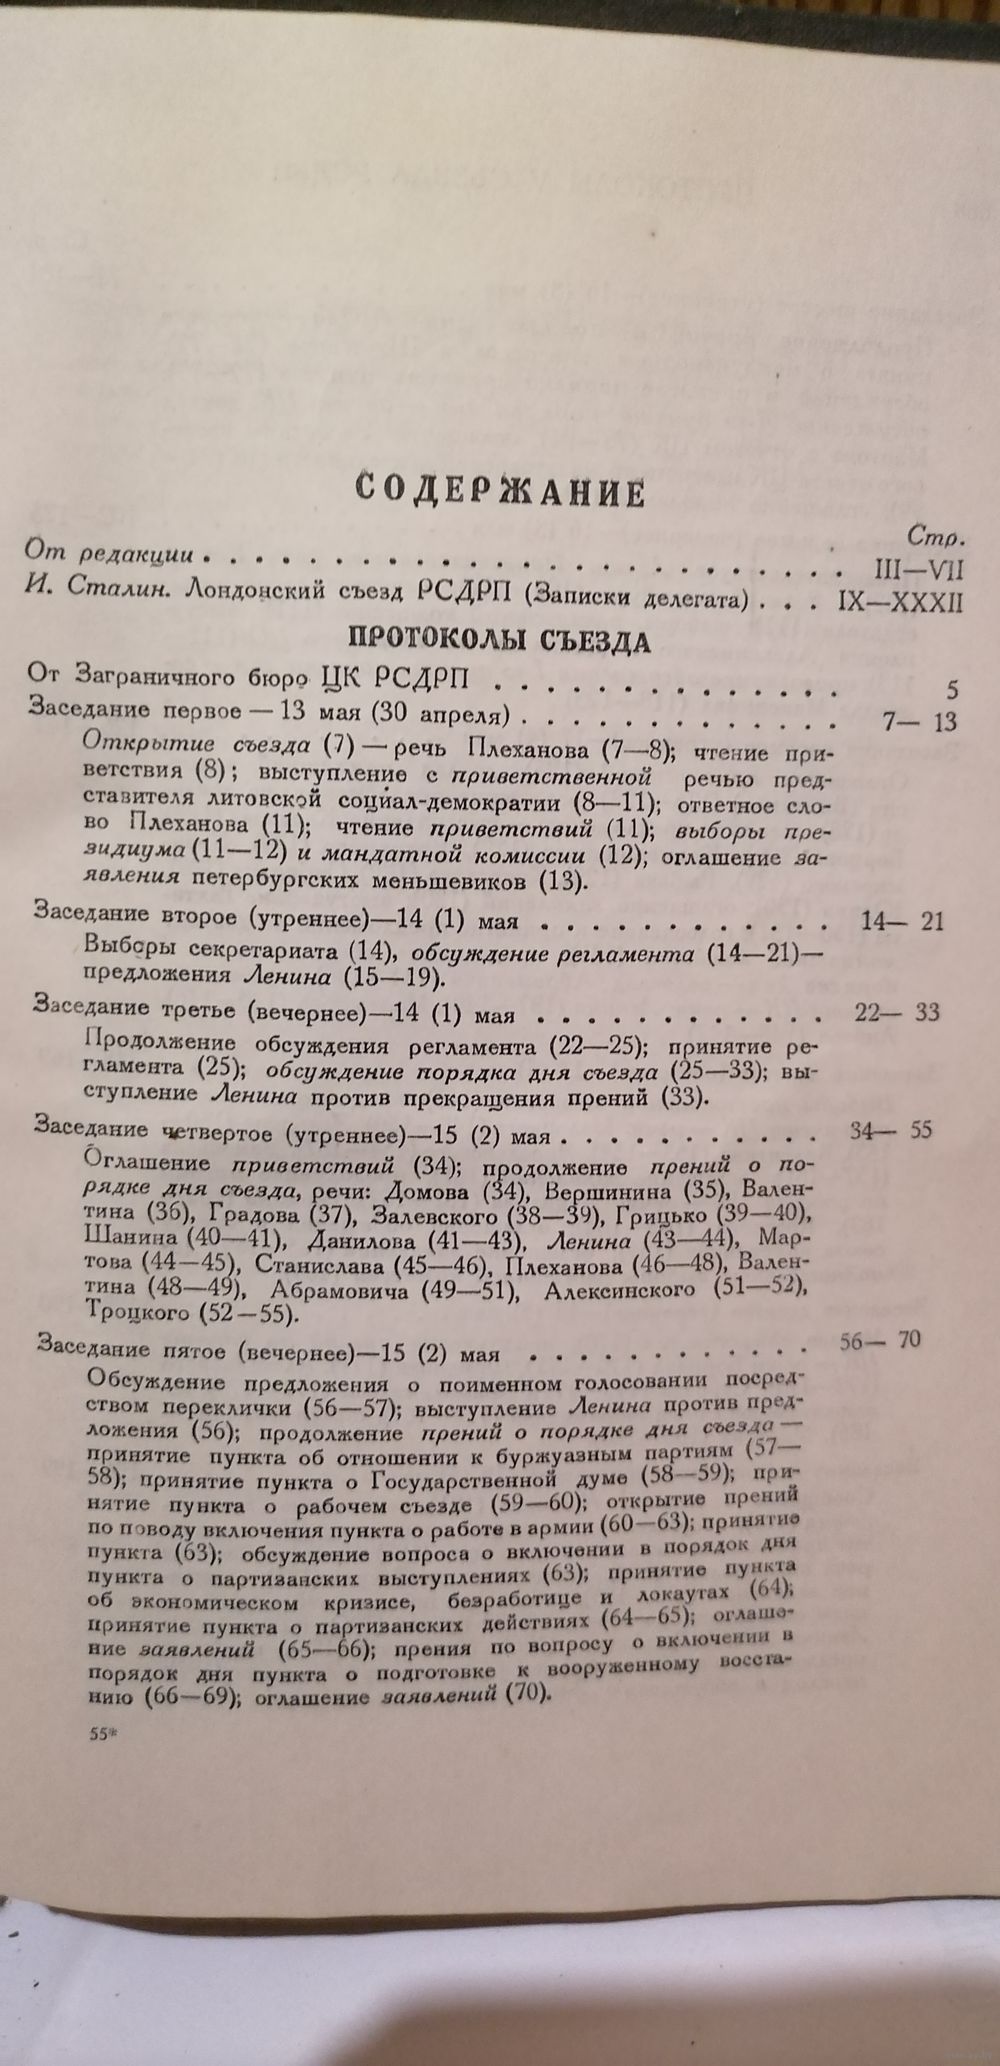 СОДЕРЖАНИЕ
Стр.
От редакции . . . . . . . . . . . . . . . . . . . . . . . . . III—VII
И. Сталин. Лондонский съезд РСДРП (Записки делегата) . . . IX—XXXII
ПРОТОКОЛЫ СЪЕЗДА
От Заграничного бюро ЦК РСДРП . . . . . . . . . . . . . . 5
Заседание первое — 13 мая (30 апреля) . . . . . . . . . . . . . 7— 13
Открытие съезда (7) — речь Плеханова (7—8); чтение при-
ветствия (8); выступление с приветственной речью пред-
ставителя литовской социал-демократии (8—11); ответное сло-
во Плеханова (11); чтение приветствий (11); выборы пре-
зидиума (11—12) и мандатной комиссии (12); оглашение за-
явления петербургских меньшевиков (13).
Заседание второе (утреннее)—14 (1) мая . . . . . . . . . . . . 14— 21
Выборы секретариата (14), обсуждение регламента (14—21)—
предложения Ленина (15—19).
Заседание третье (вечернее)—14 (1) мая . . . . . . . . . . . . 22— 33
Продолжение обсуждения регламента (22—25); принятие ре-
гламента (25); обсуждение порядка дня съезда (25—33); вы-
ступление Ленина против прекращения прений (33).
Заседание четвертое (утреннее)—15 (2) мая . . . . . . . . . . . 34— 55
Оглашение приветствий (34); продолжение прений о по-
рядке дня съезда, речи: Домова (34), Вершинина (35), Вален-
тина (36), Градова (37), Залевского (38—39), Грицько (39—40),
Шанина (40—41), Данилова (41—43), Ленина (43—44), Мар-
това (44—45), Станислава (45—46), Плеханова (46—48), Вален-
тина (48—49), Абрамовича (49—51), Алексинского (51—52),
Троцкого (52—55).
Заседание пятое (вечернее)—15 (2) мая . . . . . . . . . . . . 56— 70
Обсуждение предложения о поименном голосовании посред-
ством переклички (56—57); выступление Ленина против пред-
ложения (56); продолжение прений о порядке дня съезда —
принятие пункта об отношении к буржуазным партиям (57—
58); принятие пункта о Государственной думе (58—59); при-
нятие пункта о рабочем съезде (59—60); открытие прений
по поводу включения пункта о работе в армии (60—63); принятие
пункта (63); обсуждение вопроса о включении в порядок дня
пункта о партизанских выступлениях (63); принятие пункта
об экономическом кризисе, безработице и локаутах (64);
принятие пункта о партизанских действиях (64—65); оглаше-
ние заявлений (65—66); прения по вопросу о включении в
порядок дня пункта о подготовке к вооруженному восста-
нию (66—69); оглашение заявлений (70).
55*